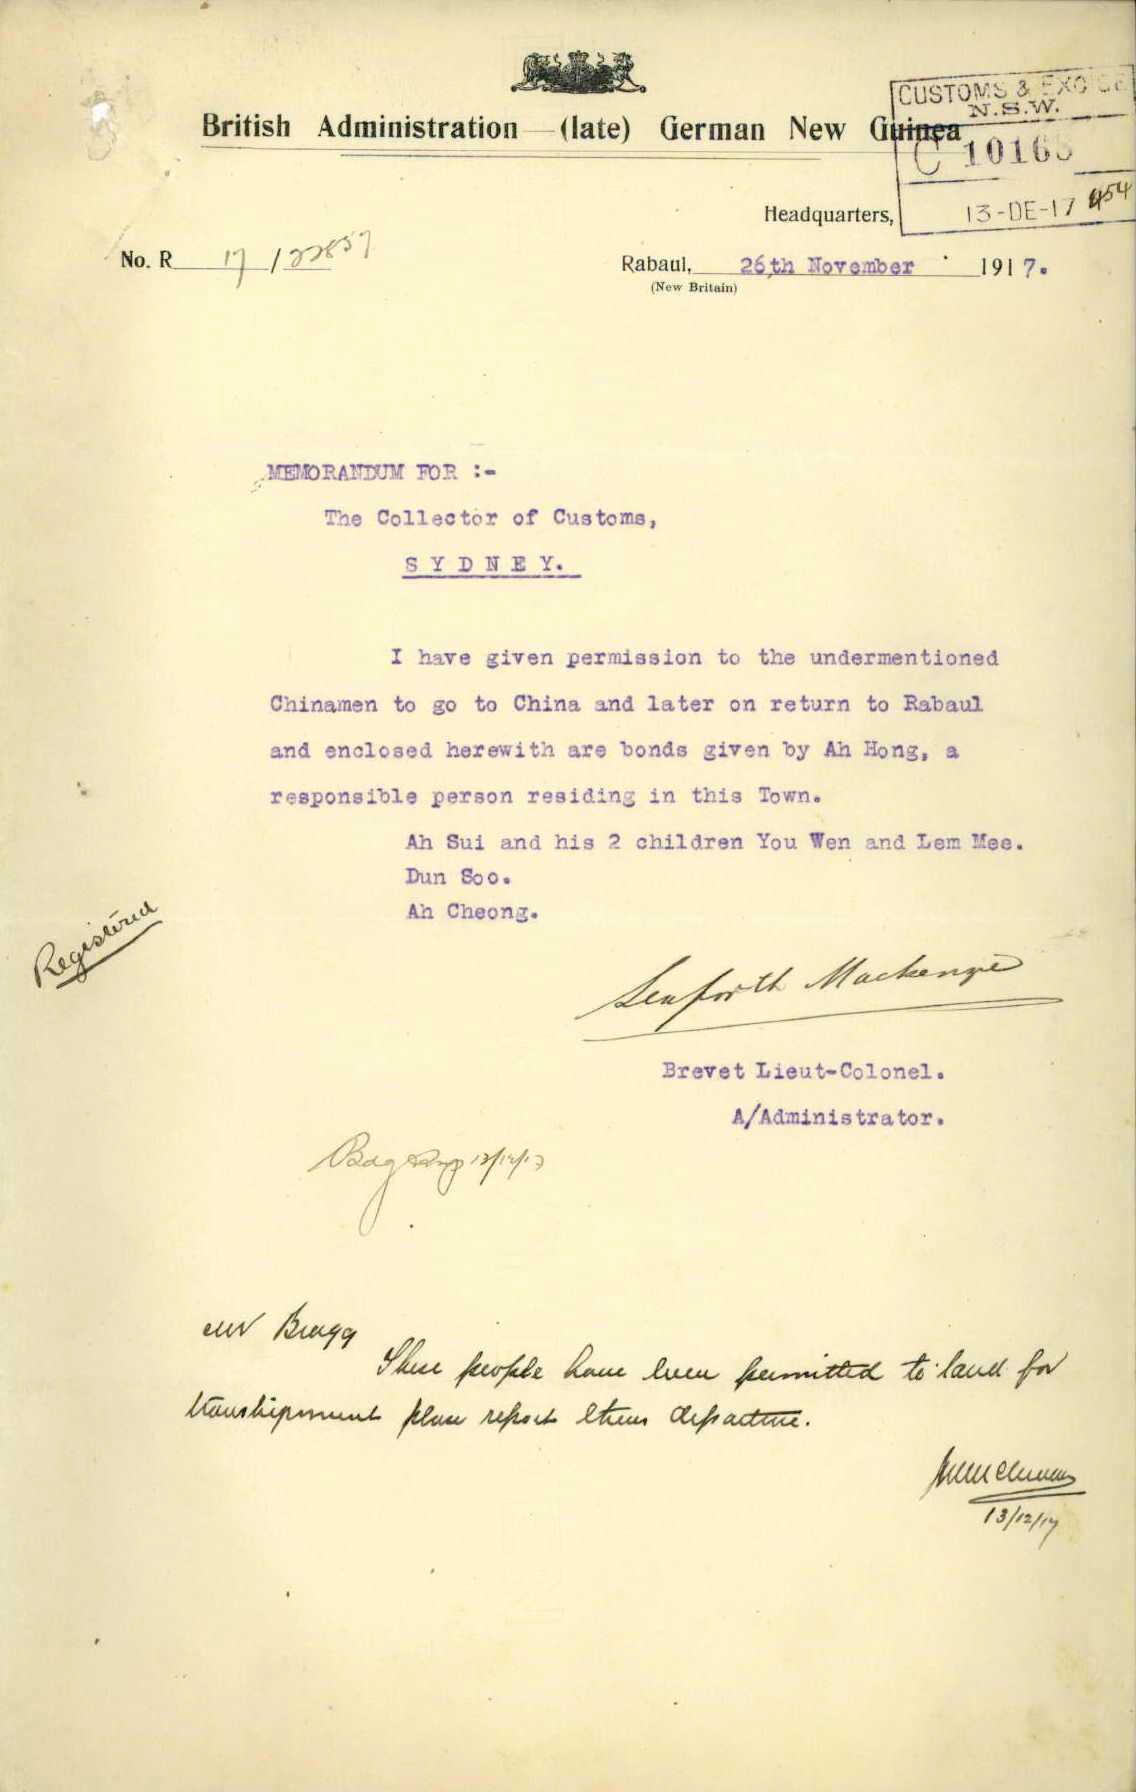 CUSTOMS & EXCISE
N.S.W.
British Administration — (late) German New Guinea
C 10165
Headquarters,
13-DE-17 454
No. R 17/22857
Rabaul, 26th November 1917.
(New Britain)
MEMORANDUM FOR :-
The Collector of Customs,
S Y D N E Y.
I have given permission to the undermentioned
Chinamen to go to China and later on return to Rabaul
and enclosed herewith are bonds given by Ah Hong, a
responsible person residing in this Town.
Ah Sui and his 2 children You Wen and Lem Mee.
Dun Soo.
Ah Cheong.
Registered
Seaforth Mackenzie
Brevet Lieut-Colonel.
A/Administrator.
13/12/17
Mr Bragg
These people have been permitted to land for
transhipment please report their departure.
13/12/17